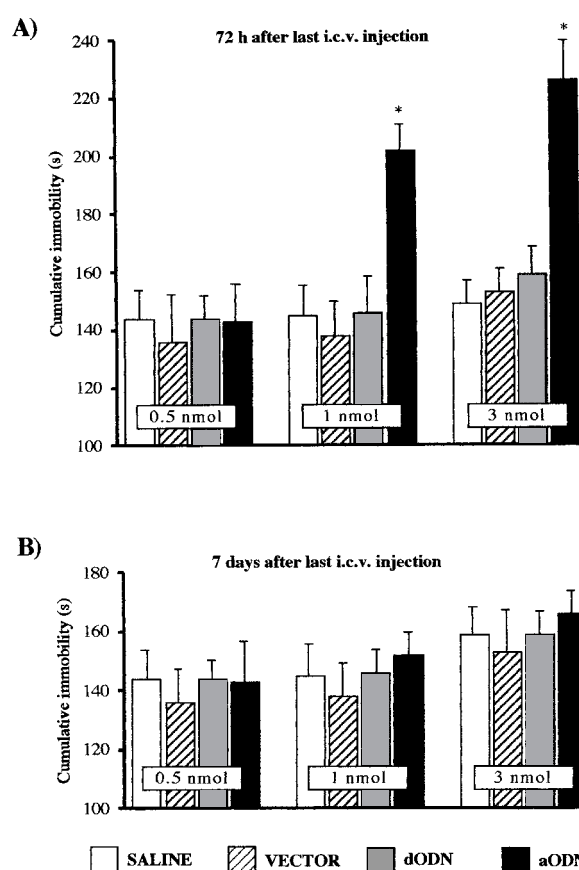 A)
72 h after last i.c.v. injection
Cumulative immobility (s)
240
220
200
180
160
140
120
100
*
*
0.5 nmol
1 nmol
3 nmol
B)
7 days after last i.c.v. injection
Cumulative immobility (s)
180
160
140
120
100
0.5 nmol
1 nmol
3 nmol
SALINE VECTOR dODN aODN